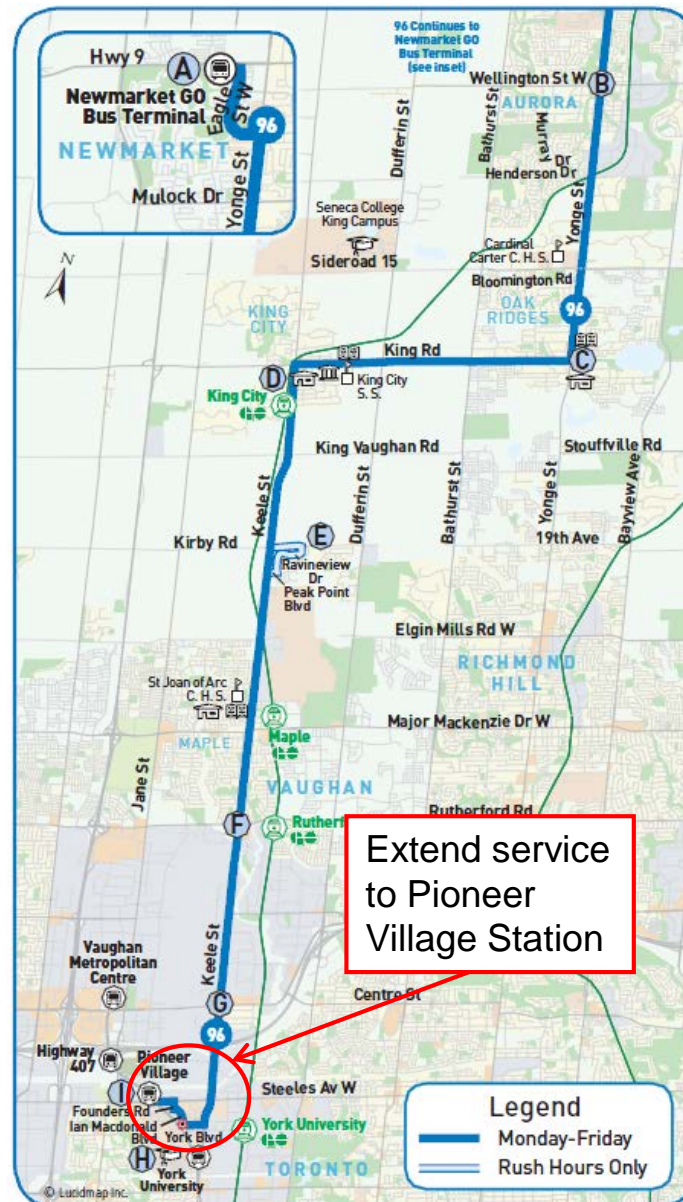 Hwy 9
A
Newmarket GO
Bus Terminal
Eagle
St W
96
NEWMARKET
Yonge St
Mulock Dr
96 Continues to
Newmarket GO
Bus Terminal
(see inset)
Wellington St W
B
AURORA
Dufferin St
Bathurst St
Murray
Dr
Henderson Dr
Seneca College
King Campus
Sideroad 15
Yonge St
Cardinal
Carter C. H. S.
Bloomington Rd
N
KING
CITY
OAK
RIDGES
96
King Rd
C
D
King City
S. S.
King City
King Vaughan Rd
Stouffville Rd
Keele St
Dufferin St
Bathurst St
Yonge St
Bayview Ave
19th Ave
Kirby Rd
E
Ravineview
Dr
Peak Point
Blvd
Elgin Mills Rd W
RICHMOND
HILL
St Joan of Arc
C. H. S.
Maple
Major Mackenzie Dr W
MAPLE
Jane St
VAUGHAN
F
Rutherf
Rutherford Rd
Extend service
to Pioneer
Village Station
Keele St
Vaughan
Metropolitan
Centre
G
Centre St
96
Highway
407
Pioneer
Village
I
Steeles Av W
Founders Rd
Ian Macdonald
Blvd
York Blvd
York University
H
York
University
TORONTO
Legend
Monday-Friday
Rush Hours Only
© Lucidmap Inc.